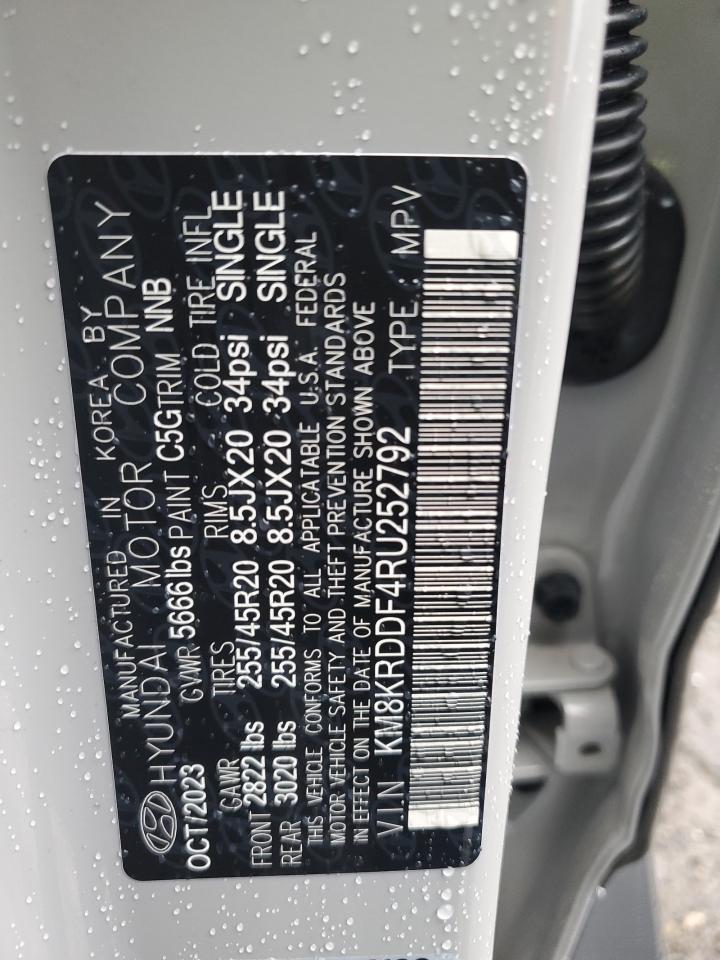 MANUFACTURED IN KOREA BY
HYUNDAI MOTOR COMPANY
OCT/2023 GVWR 5666 lbs PAINT C5G TRIM NNB
GAWR TIRES RIMS COLD TIRE INFL
FRONT 2822 lbs 255/45R20 8.5JX20 34psi SINGLE
REAR 3020 lbs 255/45R20 8.5JX20 34psi SINGLE
THIS VEHICLE CONFORMS TO ALL APPLICABLE U.S.A. FEDERAL
MOTOR VEHICLE SAFETY AND THEFT PREVENTION STANDARDS
IN EFFECT ON THE DATE OF MANUFACTURE SHOWN ABOVE
V.I.N KM8KRDDF4RU252792 TYPE MPV